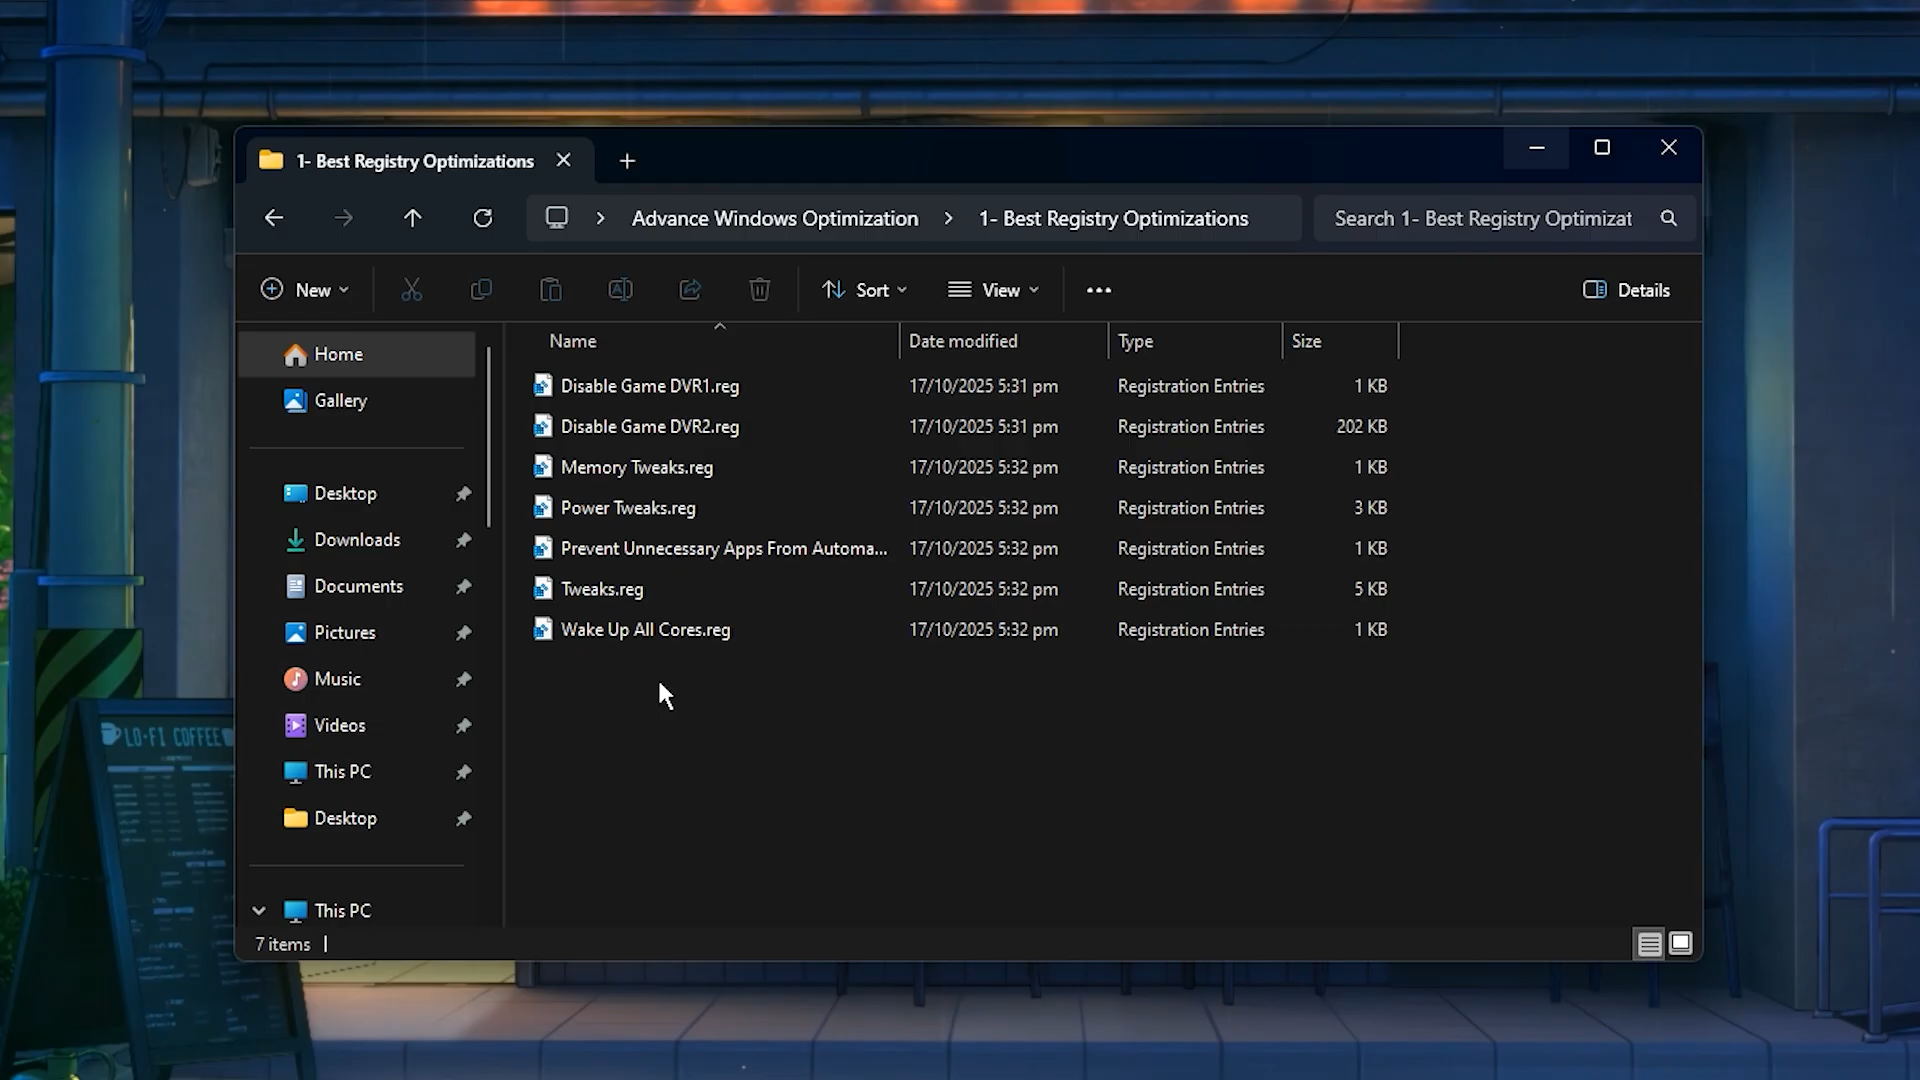 1- Best Registry Optimizations
Advance Windows Optimization
1- Best Registry Optimizations
Search 1- Best Registry Optimizat
New
Sort
View
Details
Name
Date modified
Type
Size
Home
Gallery
Desktop
Downloads
Documents
Pictures
Music
Videos
This PC
Desktop
This PC
Disable Game DVR1.reg 17/10/2025 5:31 pm Registration Entries 1 KB
Disable Game DVR2.reg 17/10/2025 5:31 pm Registration Entries 202 KB
Memory Tweaks.reg 17/10/2025 5:32 pm Registration Entries 1 KB
Power Tweaks.reg 17/10/2025 5:32 pm Registration Entries 3 KB
Prevent Unnecessary Apps From Automa... 17/10/2025 5:32 pm Registration Entries 1 KB
Tweaks.reg 17/10/2025 5:32 pm Registration Entries 5 KB
Wake Up All Cores.reg 17/10/2025 5:32 pm Registration Entries 1 KB
7 items
LO-FI COFFEE